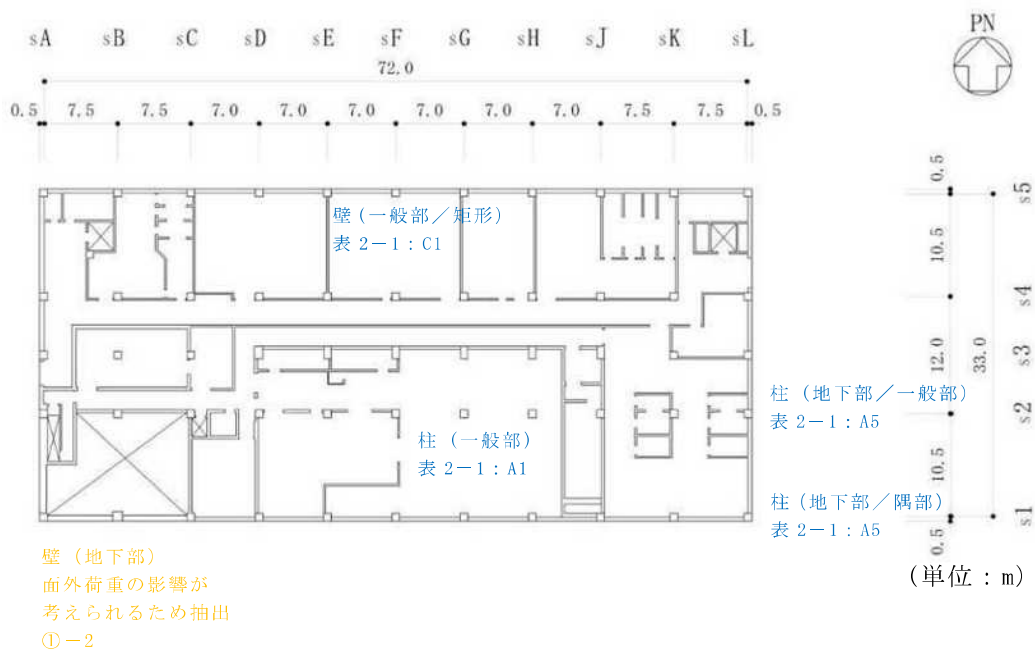 sA sB sC sD sE sF sG sH sJ sK sL
PN
72.0
0.5 7.5 7.5 7.0 7.0 7.0 7.0 7.0 7.0 7.5 7.5 0.5
壁(一般部/矩形)
表 2-1:C1
柱(一般部)
表 2-1:A1
柱(地下部/一般部)
表 2-1:A5
柱(地下部/隅部)
表 2-1:A5
0.5
10.5
12.0
10.5
0.5
33.0
s5
s4
s3
s2
s1
(単位:m)
壁(地下部)
面外荷重の影響が
考えられるため抽出
①-2